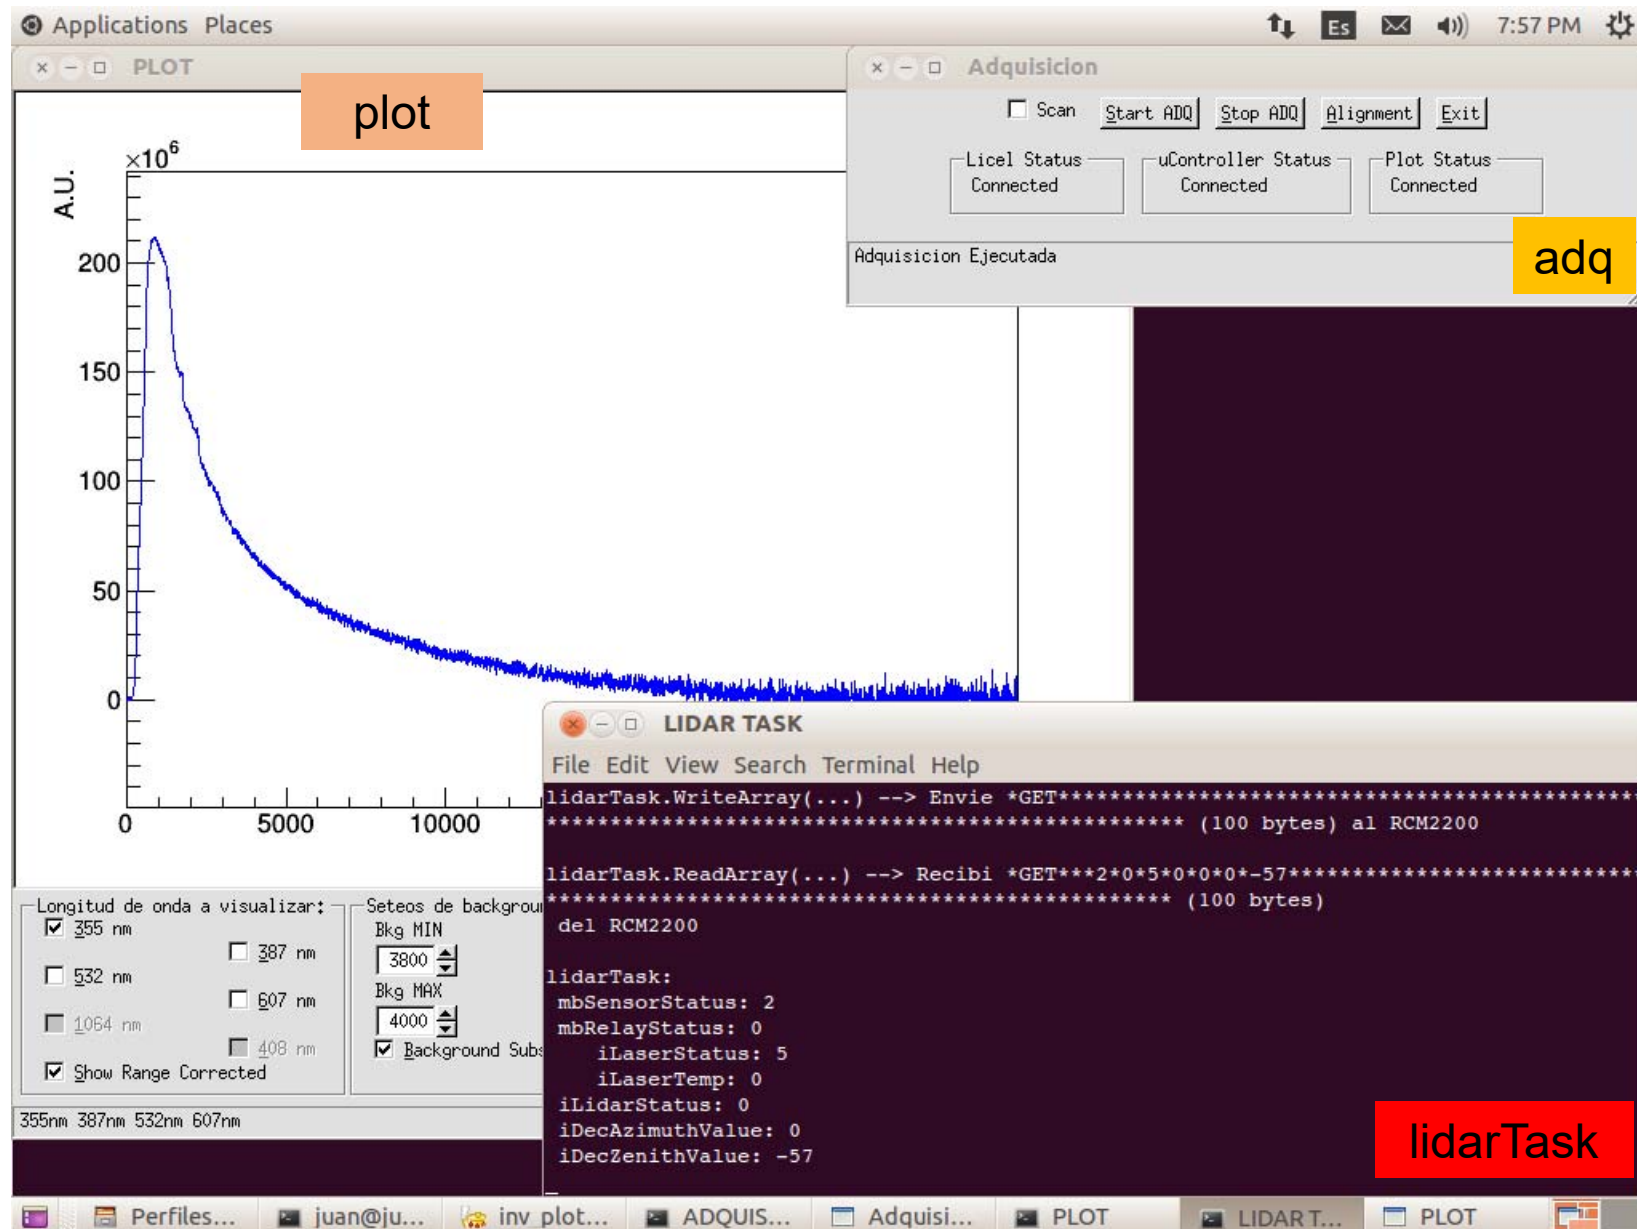 Applications Places
Es
7:57 PM
PLOT
plot
×10⁶
A.U.
200
150
100
50
0
0 5000 10000
Adquisicion
Scan Start ADQ Stop ADQ Alignment Exit
Licel Status uController Status Plot Status
Connected Connected Connected
Adquisicion Ejecutada
adq
LIDAR TASK
File Edit View Search Terminal Help
lidarTask.WriteArray(...) --> Envie *GET*********************************************
************************************************** (100 bytes) al RCM2200
lidarTask.ReadArray(...) --> Recibi *GET***2*0*5*0*0*0*-57***************************
************************************************* (100 bytes)
del RCM2200
lidarTask:
mbSensorStatus: 2
mbRelayStatus: 0
iLaserStatus: 5
iLaserTemp: 0
iLidarStatus: 0
iDecAzimuthValue: 0
iDecZenithValue: -57
lidarTask
Longitud de onda a visualizar:
355 nm
387 nm
532 nm
607 nm
1064 nm
408 nm
Show Range Corrected
Seteos de backgroun
Bkg MIN
3800
Bkg MAX
4000
Background Subs
355nm 387nm 532nm 607nm
Perfiles... juan@ju... inv_plot... ADQUIS... Adquisi... PLOT LIDAR T... PLOT